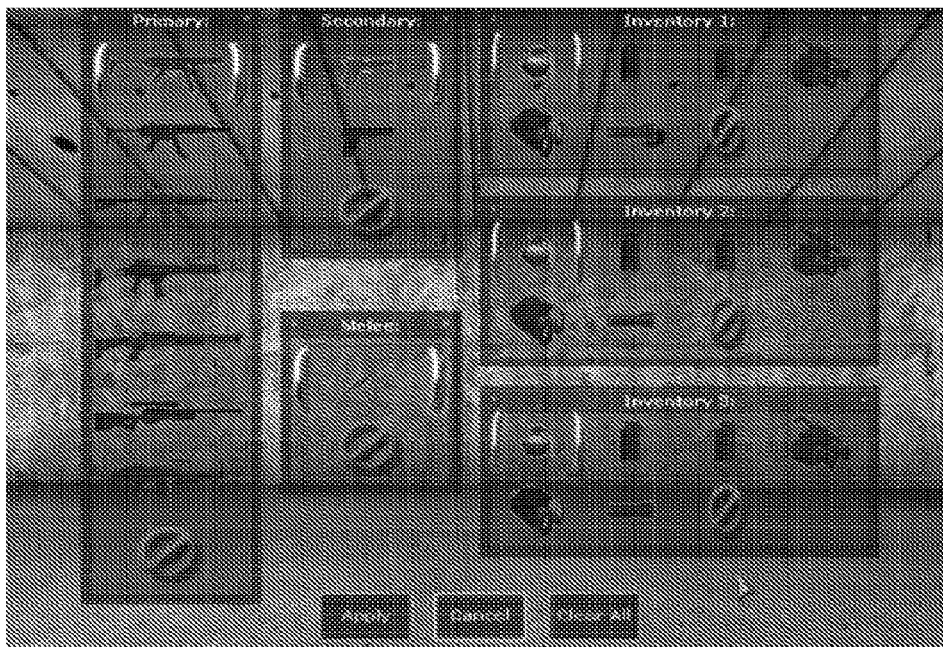 Primary:
Secondary:
Inventory 1:
Inventory 2:
Melee:
Inventory 3:
Apply
Cancel
Clear All